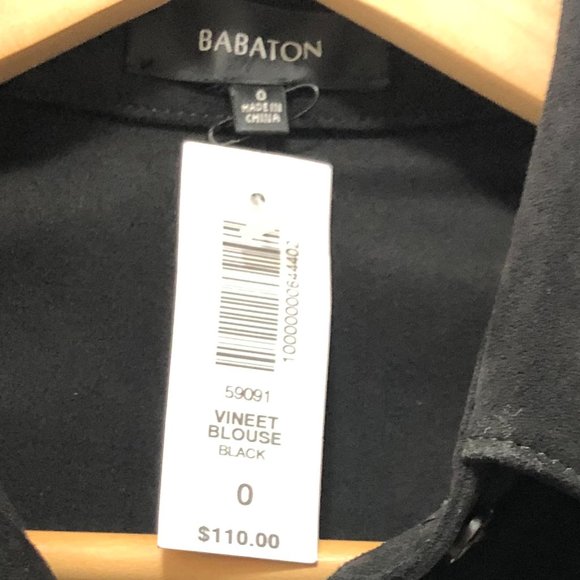 BABATON
0
MADE IN
CHINA
59091
VINEET
BLOUSE
BLACK
0
$110.00